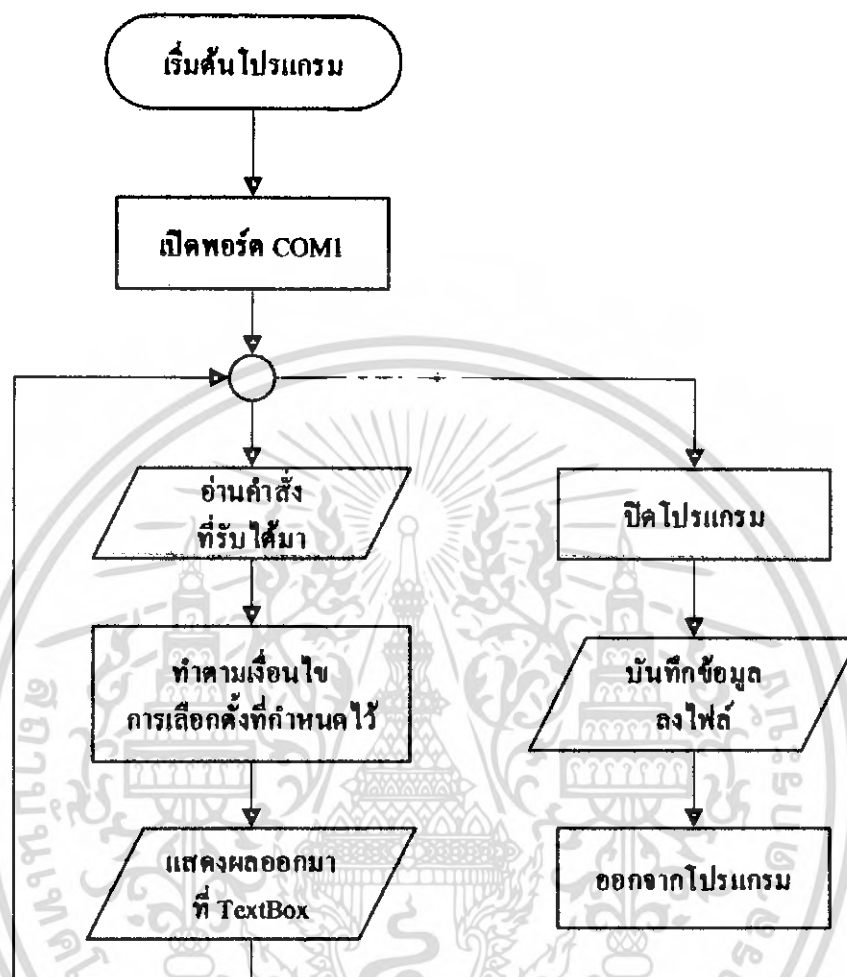 เริ่มต้นโปรแกรม
เปิดพอร์ต COM1
อ่านคำสั่ง
ที่รับได้มา
ทำตามเงื่อนไข
การเลือกตั้งที่กำหนดไว้
แสดงผลออกมา
ที่ TextBox
ปิดโปรแกรม
บันทึกข้อมูล
ลงไฟล์
ออกจากโปรแกรม